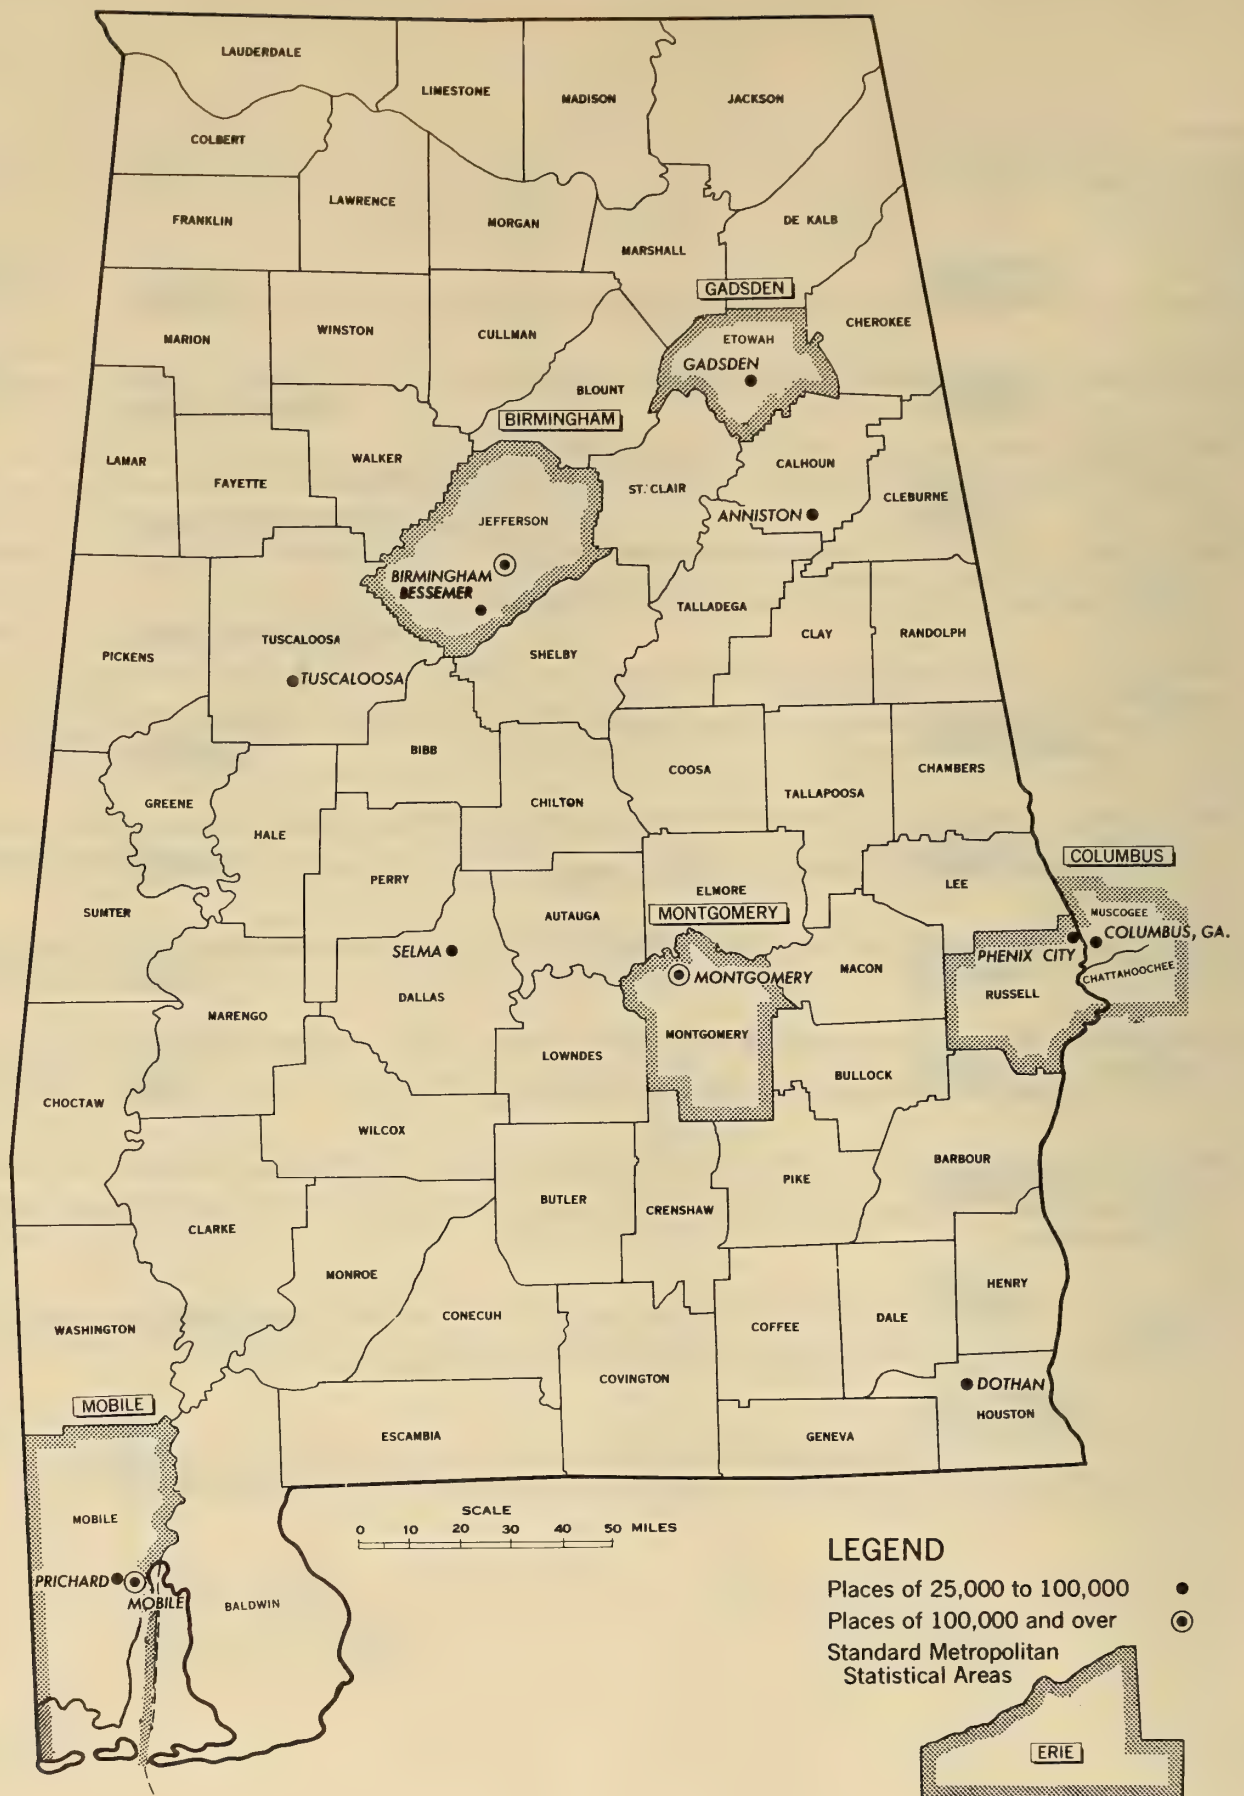 LAUDERDALE
LIMESTONE
MADISON
JACKSON
COLBERT
LAWRENCE
FRANKLIN
MORGAN
DE KALB
MARSHALL
GADSDEN
CHEROKEE
MARION
WINSTON
CULLMAN
ETOWAH
GADSDEN
BLOUNT
BIRMINGHAM
LAMAR
WALKER
CALHOUN
FAYETTE
ST. CLAIR
CLEBURNE
JEFFERSON
ANNISTON
BIRMINGHAM
BESSEMER
TALLADEGA
CLAY
RANDOLPH
TUSCALOOSA
PICKENS
SHELBY
TUSCALOOSA
BIBB
COOSA
CHAMBERS
TALLAPOOSA
GREENE
CHILTON
HALE
COLUMBUS
PERRY
LEE
ELMORE
SUMTER
AUTAUGA
MONTGOMERY
MUSCOGEE
COLUMBUS, GA.
SELMA
PHENIX CITY
MONTGOMERY
MACON
CHATTAHOOCHEE
DALLAS
RUSSELL
MARENGO
MONTGOMERY
LOWNDES
BULLOCK
CHOCTAW
WILCOX
BARBOUR
PIKE
BUTLER
CRENSHAW
CLARKE
MONROE
HENRY
CONECUH
DALE
WASHINGTON
COFFEE
COVINGTON
DOTHAN
MOBILE
HOUSTON
ESCAMBIA
GENEVA
SCALE
0 10 20 30 40 50 MILES
MOBILE
LEGEND
PRICHARD
MOBILE
BALDWIN
Places of 25,000 to 100,000
Places of 100,000 and over
Standard Metropolitan
Statistical Areas
ERIE